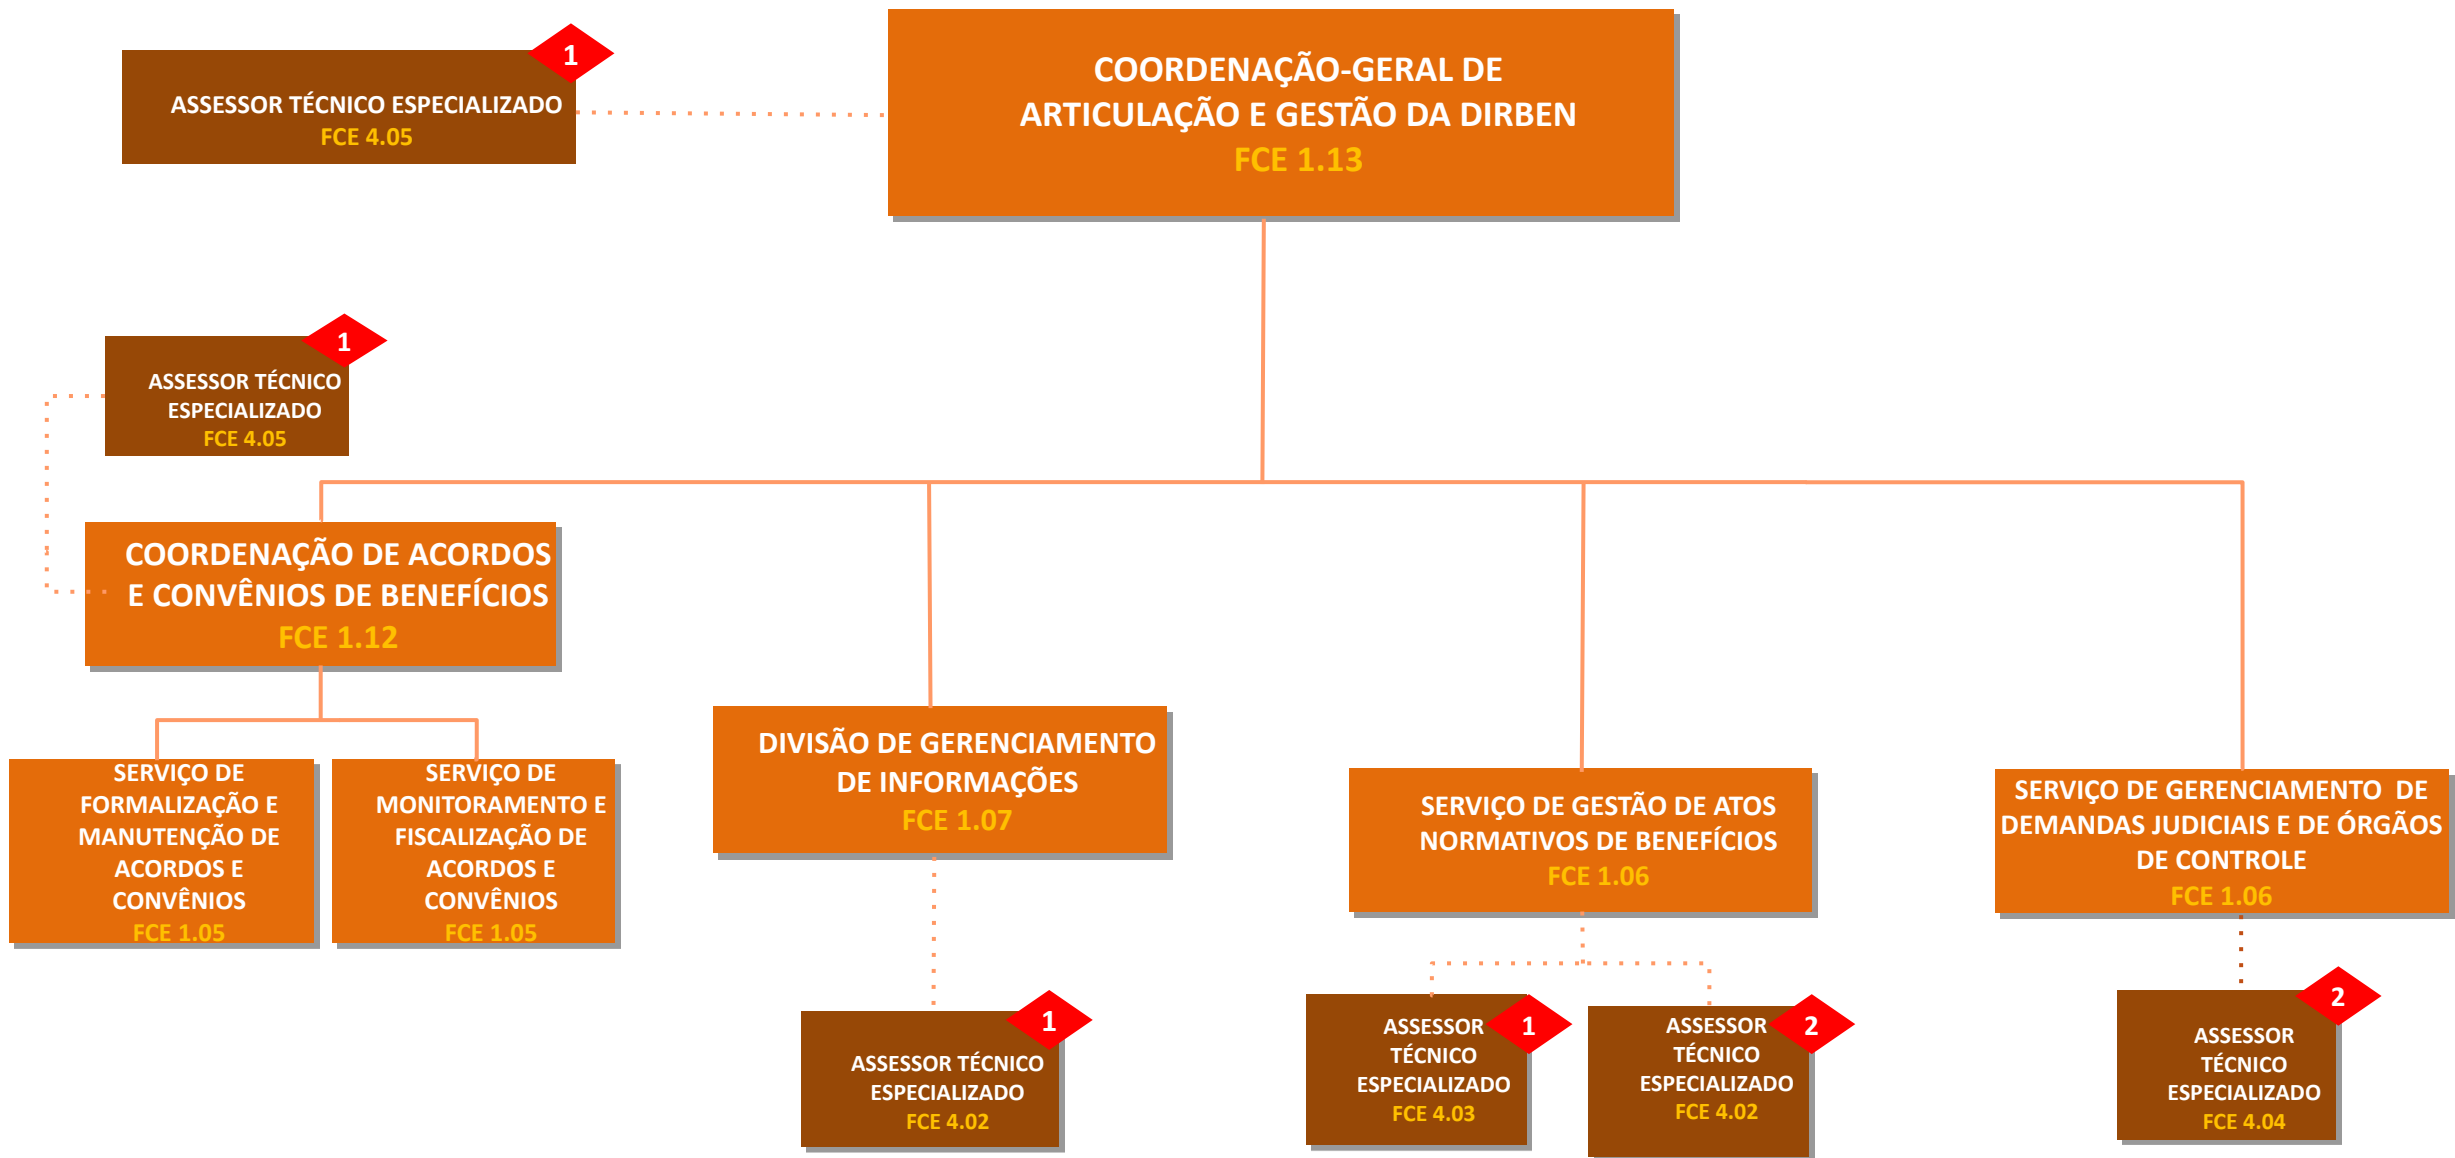 1
ASSESSOR TÉCNICO ESPECIALIZADO
FCE 4.05
COORDENAÇÃO-GERAL DE
ARTICULAÇÃO E GESTÃO DA DIRBEN
FCE 1.13
1
ASSESSOR TÉCNICO
ESPECIALIZADO
FCE 4.05
COORDENAÇÃO DE ACORDOS
E CONVÊNIOS DE BENEFÍCIOS
FCE 1.12
SERVIÇO DE
FORMALIZAÇÃO E
MANUTENÇÃO DE
ACORDOS E
CONVÊNIOS
FCE 1.05
SERVIÇO DE
MONITORAMENTO E
FISCALIZAÇÃO DE
ACORDOS E
CONVÊNIOS
FCE 1.05
DIVISÃO DE GERENCIAMENTO
DE INFORMAÇÕES
FCE 1.07
SERVIÇO DE GESTÃO DE ATOS
NORMATIVOS DE BENEFÍCIOS
FCE 1.06
SERVIÇO DE GERENCIAMENTO  DE
DEMANDAS JUDICIAIS E DE ÓRGÃOS
DE CONTROLE
FCE 1.06
1
ASSESSOR TÉCNICO
ESPECIALIZADO
FCE 4.02
1
ASSESSOR
TÉCNICO
ESPECIALIZADO
FCE 4.03
2
ASSESSOR
TÉCNICO
ESPECIALIZADO
FCE 4.02
2
ASSESSOR
TÉCNICO
ESPECIALIZADO
FCE 4.04